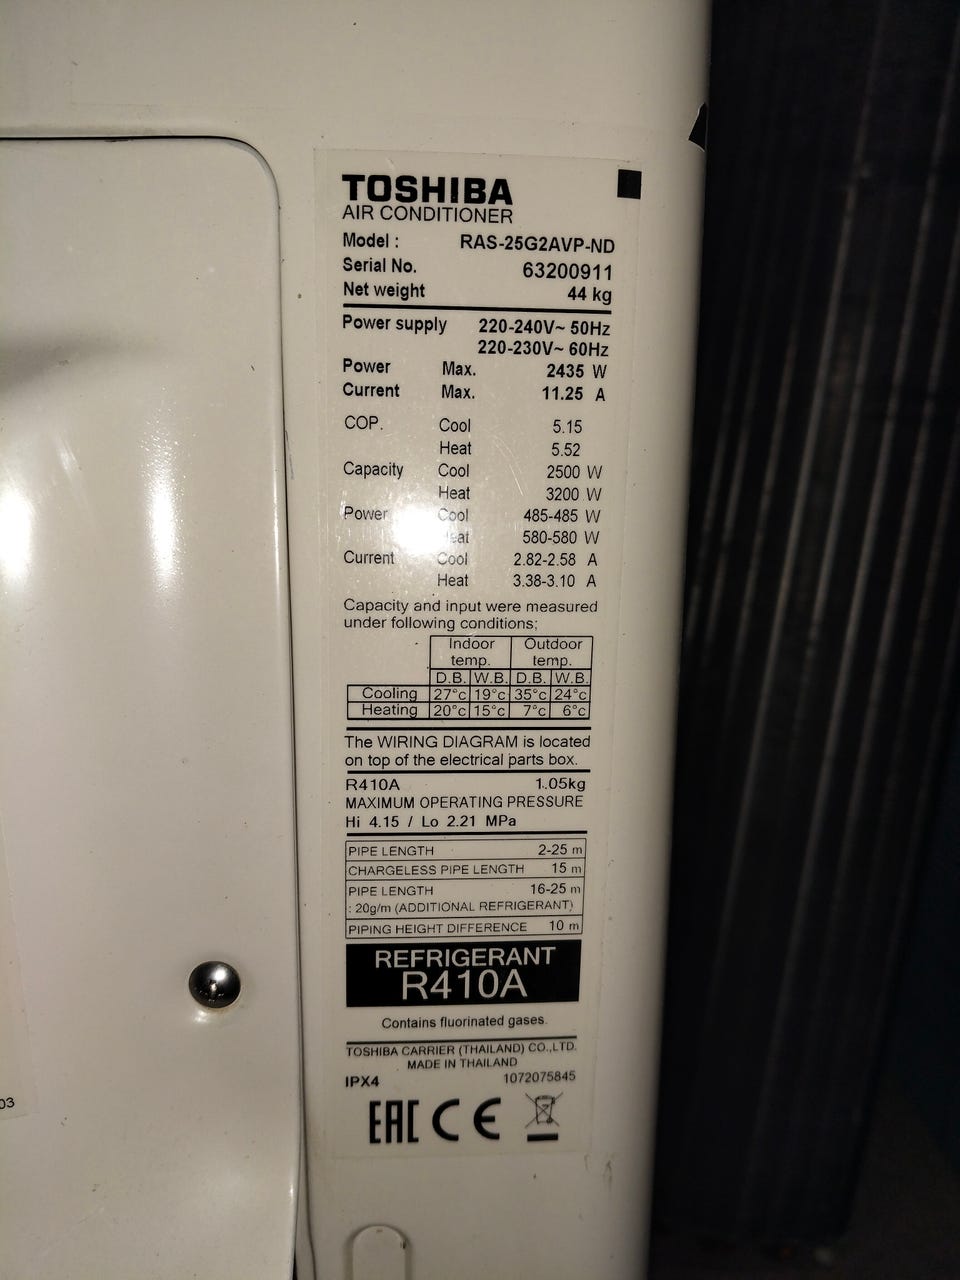 TOSHIBA
AIR CONDITIONER
Model : RAS-25G2AVP-ND
Serial No. 63200911
Net weight 44 kg
Power supply 220-240V~ 50Hz
220-230V~ 60Hz
Power Max. 2435 W
Current Max. 11.25 A
COP. Cool 5.15
Heat 5.52
Capacity Cool 2500 W
Heat 3200 W
Power Cool 485-485 W
Heat 580-580 W
Current Cool 2.82-2.58 A
Heat 3.38-3.10 A
Capacity and input were measured
under following conditions;
Indoor Outdoor
temp. temp.
D.B. W.B. D.B. W.B.
Cooling 27°c 19°c 35°c 24°c
Heating 20°c 15°c 7°c 6°c
The WIRING DIAGRAM is located
on top of the electrical parts box.
R410A 1.05kg
MAXIMUM OPERATING PRESSURE
Hi 4.15 / Lo 2.21 MPa
PIPE LENGTH 2-25 m
CHARGELESS PIPE LENGTH 15 m
PIPE LENGTH 16-25 m
: 20g/m (ADDITIONAL REFRIGERANT)
PIPING HEIGHT DIFFERENCE 10 m
REFRIGERANT
R410A
Contains fluorinated gases.
TOSHIBA CARRIER (THAILAND) CO.,LTD.
MADE IN THAILAND
IPX4 1072075845
EAC CE
03